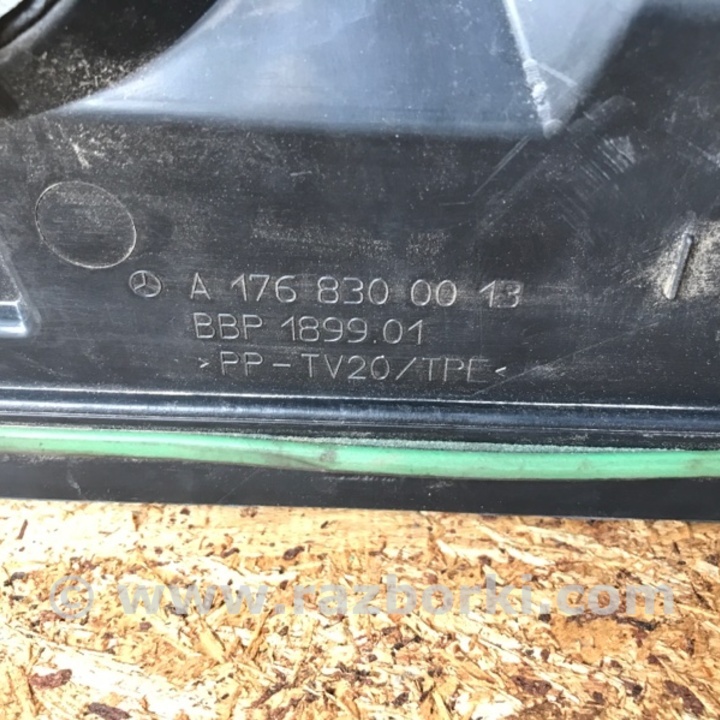 A 176 830 00 13
BBP 1899.01
>PP-TV20/TPE<
© www.razborki.com